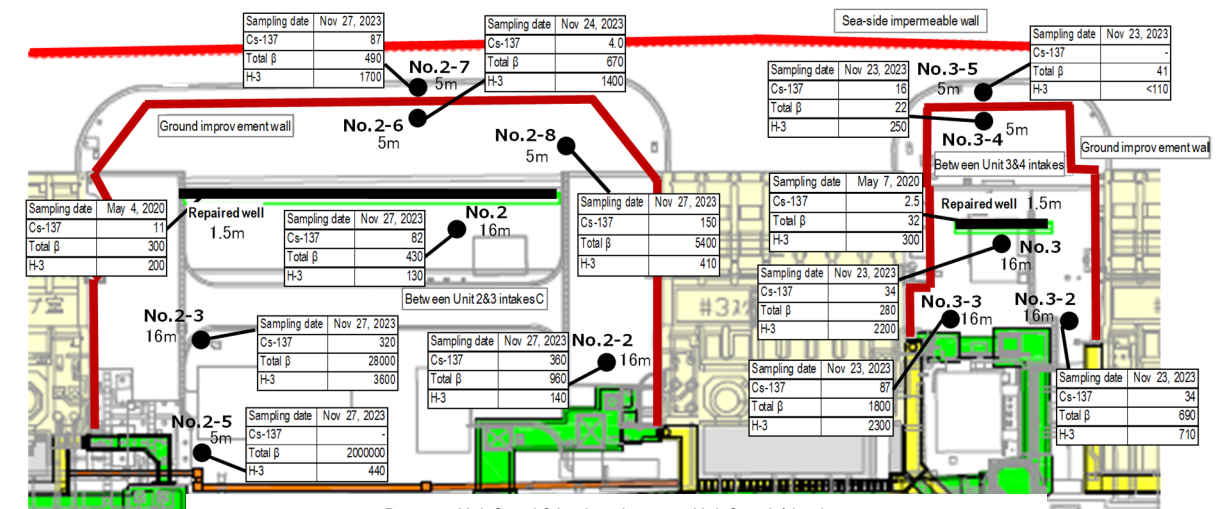 Sampling date Nov 27, 2023
Cs-137 87
Total β 490
H-3 1700
No.2-7
5m
Sampling date Nov 24, 2023
Cs-137 4.0
Total β 670
H-3 1400
No.2-6
5m
Sea-side impermeable wall
Sampling date Nov 23, 2023
Cs-137 -
Total β 41
H-3 <110
No.3-5
5m
Sampling date Nov 23, 2023
Cs-137 16
Total β 22
H-3 250
No.3-4
5m
Ground improvement wall
Ground improvement wall
No.2-8
5m
Sampling date Nov 27, 2023
Cs-137 150
Total β 5400
H-3 410
Between Unit 3&4 intakes
Sampling date May 4, 2020
Cs-137 11
Total β 300
H-3 200
Repaired well
1.5m
Sampling date Nov 27, 2023
Cs-137 82
Total β 430
H-3 130
No.2
16m
Sampling date May 7, 2020
Cs-137 2.5
Total β 32
H-3 300
Repaired well 1.5m
Between Unit 2&3 intakes C
Sampling date Nov 23, 2023
Cs-137 34
Total β 280
H-3 2200
No.3
16m
No.2-3
16m
Sampling date Nov 27, 2023
Cs-137 320
Total β 28000
H-3 3600
Sampling date Nov 27, 2023
Cs-137 360
Total β 960
H-3 140
No.2-2
16m
#3
No.3-3
16m
Sampling date Nov 23, 2023
Cs-137 87
Total β 1800
H-3 2300
No.3-2
16m
Sampling date Nov 23, 2023
Cs-137 34
Total β 690
H-3 710
No.2-5
5m
Sampling date Nov 27, 2023
Cs-137 -
Total β 2000000
H-3 440